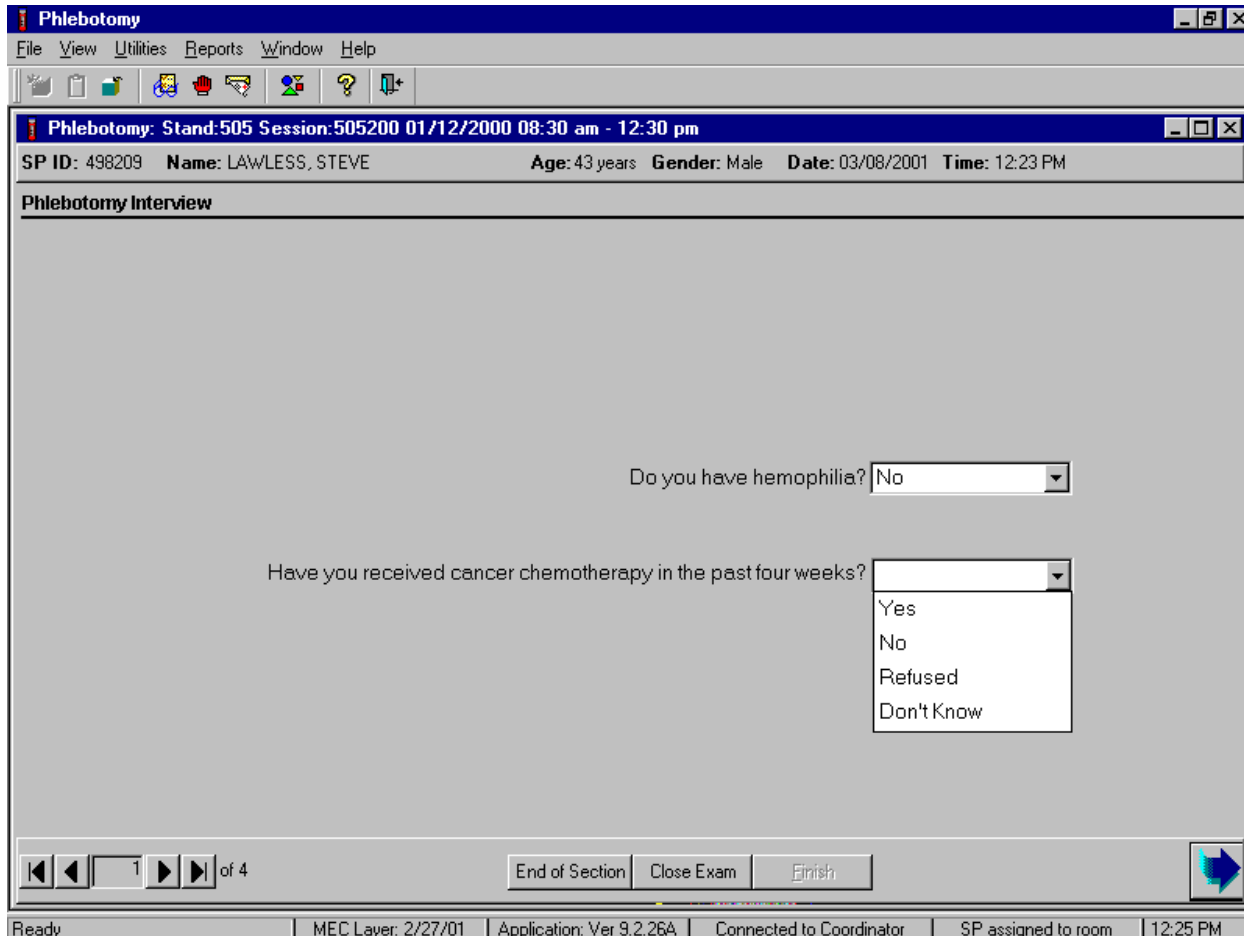 Phlebotomy
File View Utilities Reports Window Help
Phlebotomy: Stand:505 Session:505200 01/12/2000 08:30 am - 12:30 pm
SP ID: 498209 Name: LAWLESS, STEVE Age: 43 years Gender: Male Date: 03/08/2001 Time: 12:23 PM
Phlebotomy Interview
Do you have hemophilia? No
Have you received cancer chemotherapy in the past four weeks?
Yes
No
Refused
Don't Know
1 of 4 End of Section Close Exam Finish
Ready MEC Layer: 2/27/01 Application: Ver 9.2.26A Connected to Coordinator SP assigned to room 12:25 PM